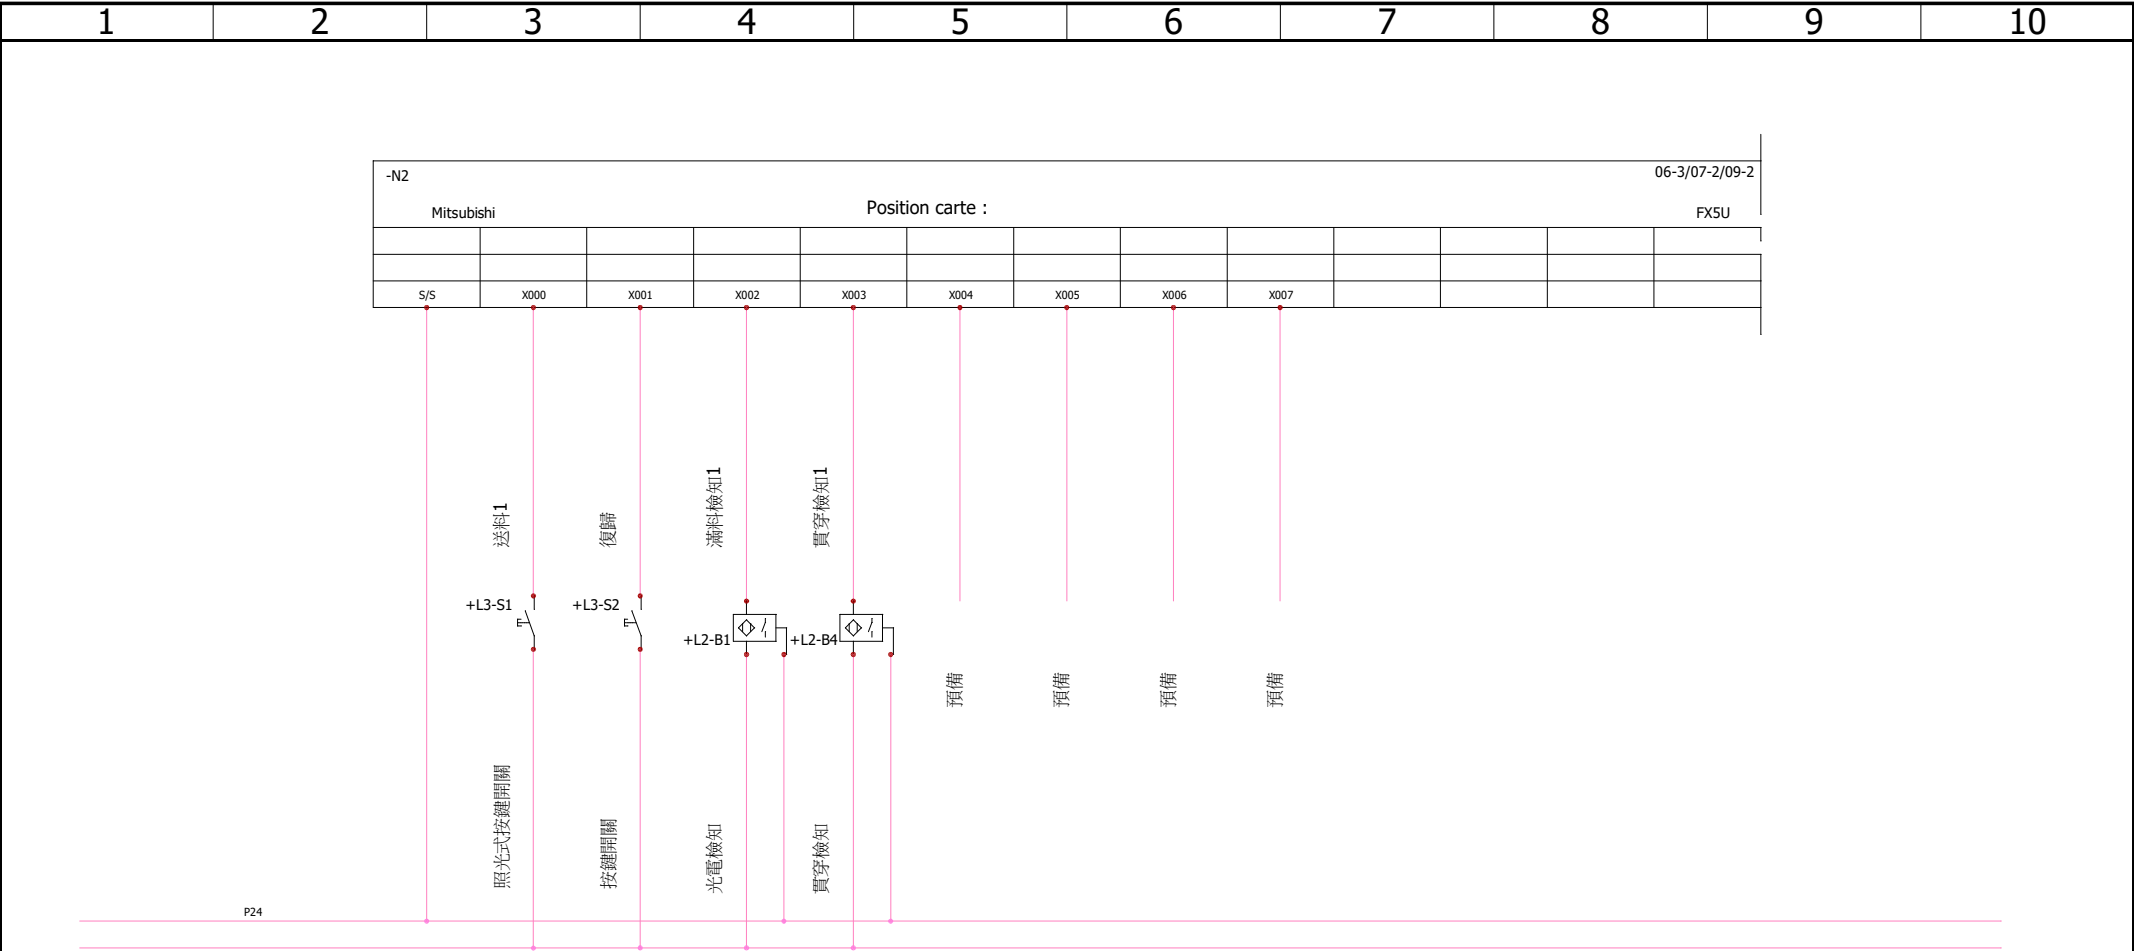 1 2 3 4 5 6 7 8 9 10
-N2 06-3/07-2/09-2
Mitsubishi Position carte : FX5U
S/S X000 X001 X002 X003 X004 X005 X006 X007
送料1
復歸
滿料檢知1
貫穿檢知1
+L3-S1
+L3-S2
+L2-B1
+L2-B4
預備
預備
預備
預備
照光式按鍵開關
按鍵開關
光電檢知
貫穿檢知
P24